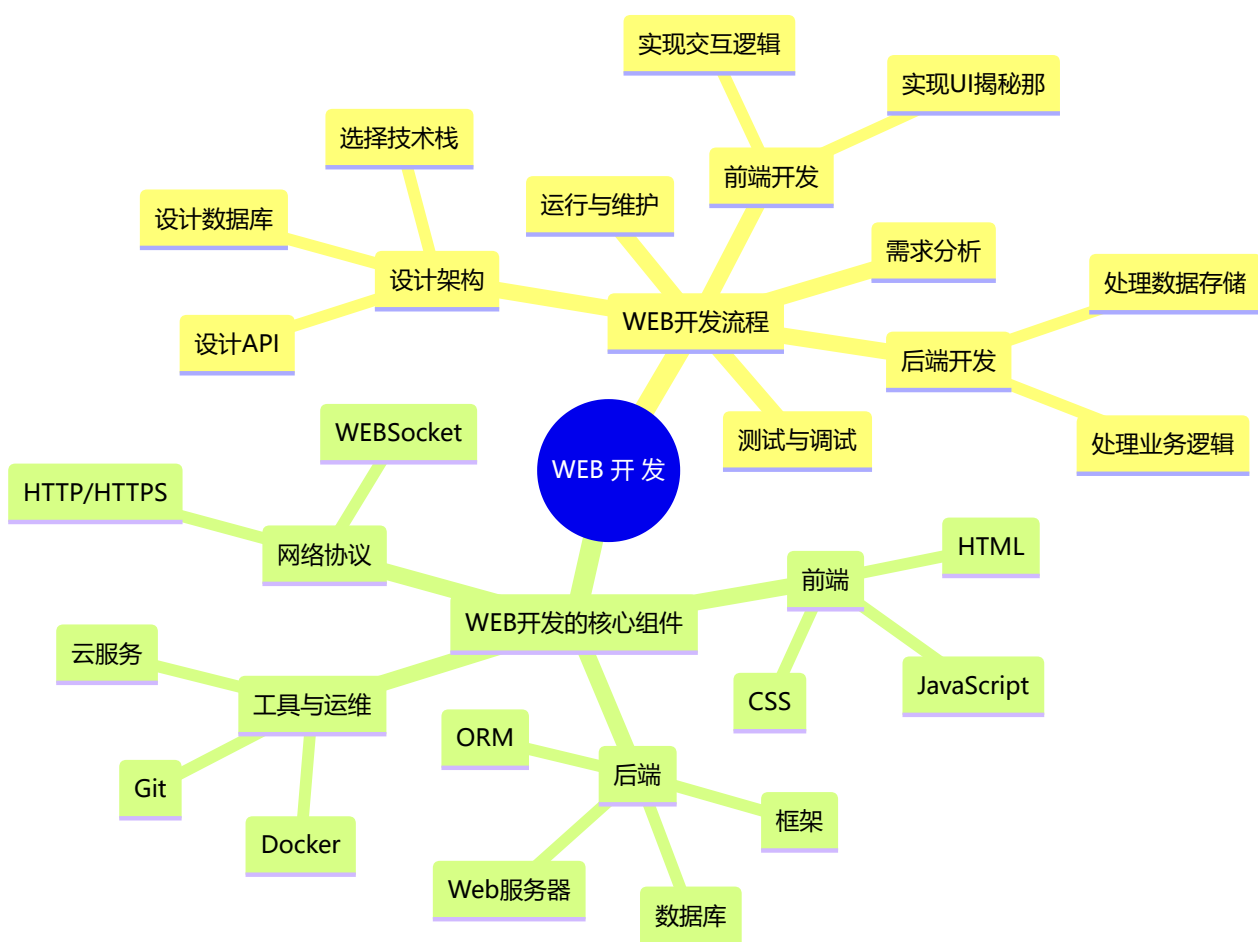 实现交互逻辑
实现UI揭秘那
选择技术栈
前端开发
运行与维护
设计数据库
需求分析
设计架构
处理数据存储
WEB开发流程
设计API
后端开发
WEBSocket
测试与调试
处理业务逻辑
WEB 开 发
HTTP/HTTPS
网络协议
HTML
前端
WEB开发的核心组件
云服务
JavaScript
工具与运维
CSS
ORM
后端
Git
框架
Docker
Web服务器
数据库